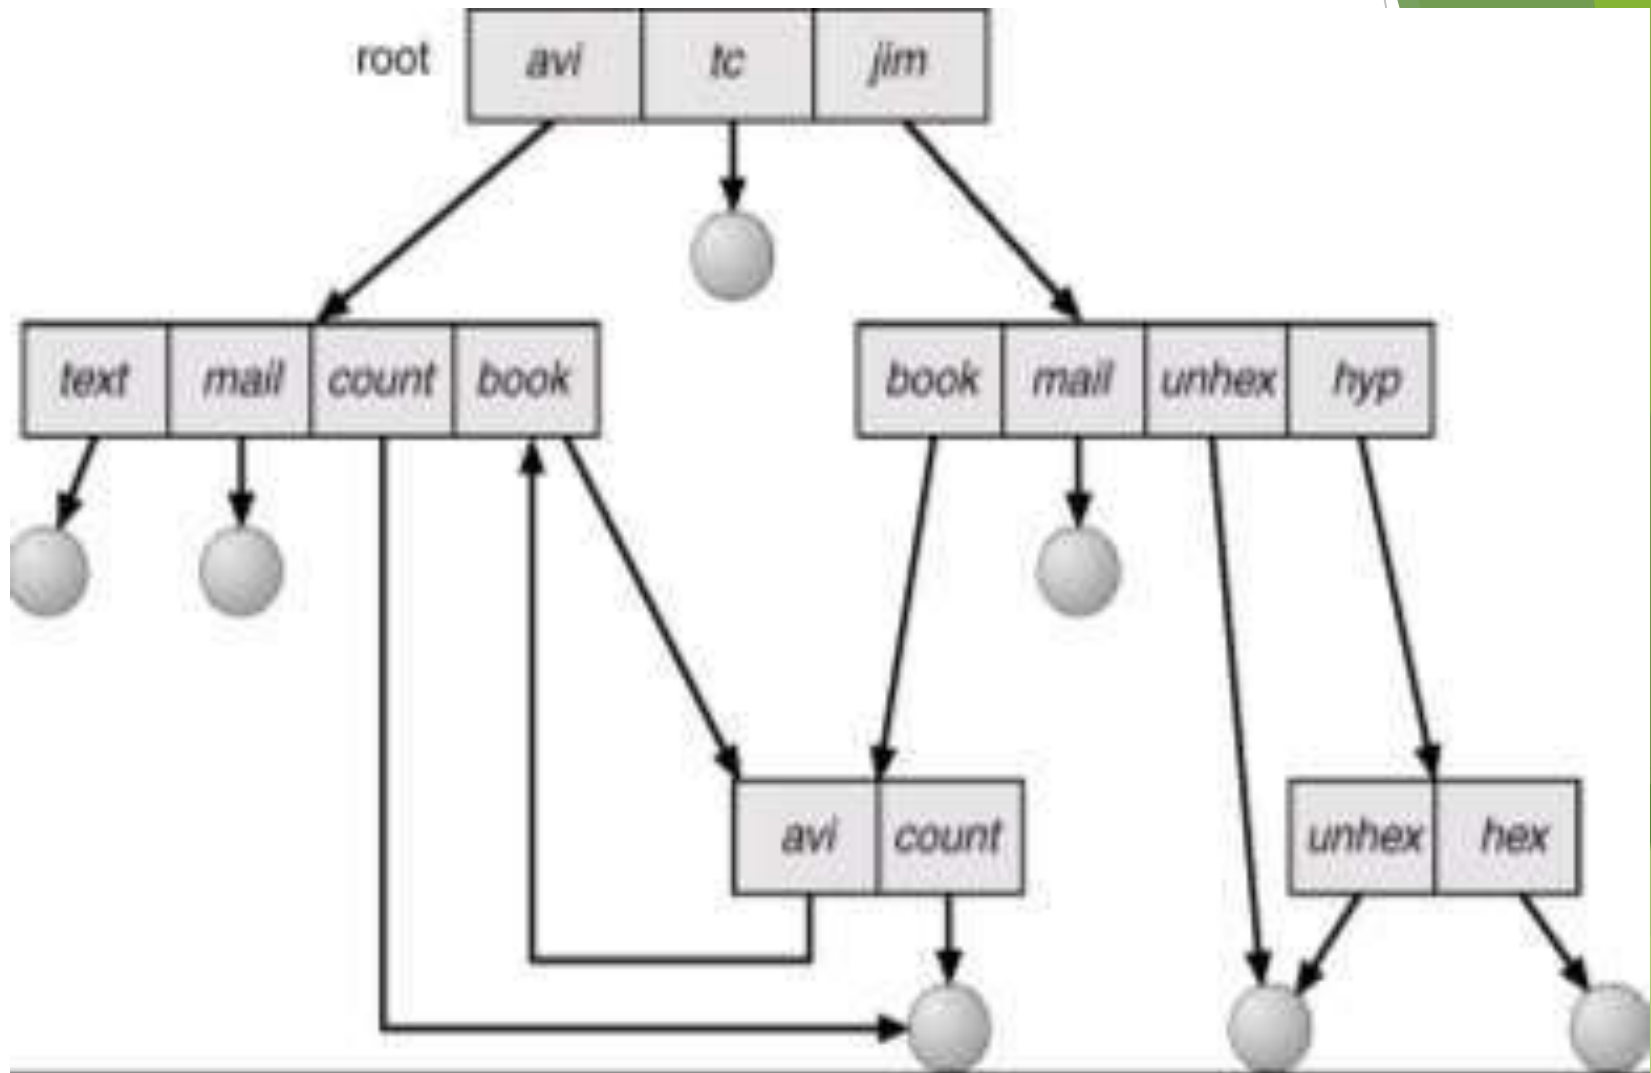 root avi tc jim
text mail count book
book mail unhex hyp
avi count
unhex hex